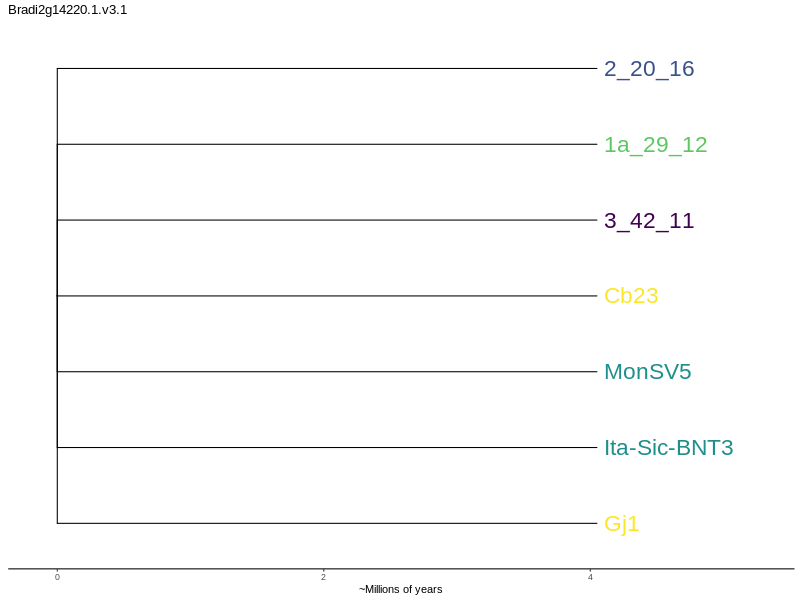 Bradi2g14220.1.v3.1
2_20_16
1a_29_12
3_42_11
Cb23
MonSV5
Ita-Sic-BNT3
Gj1
0 2 4
~Millions of years